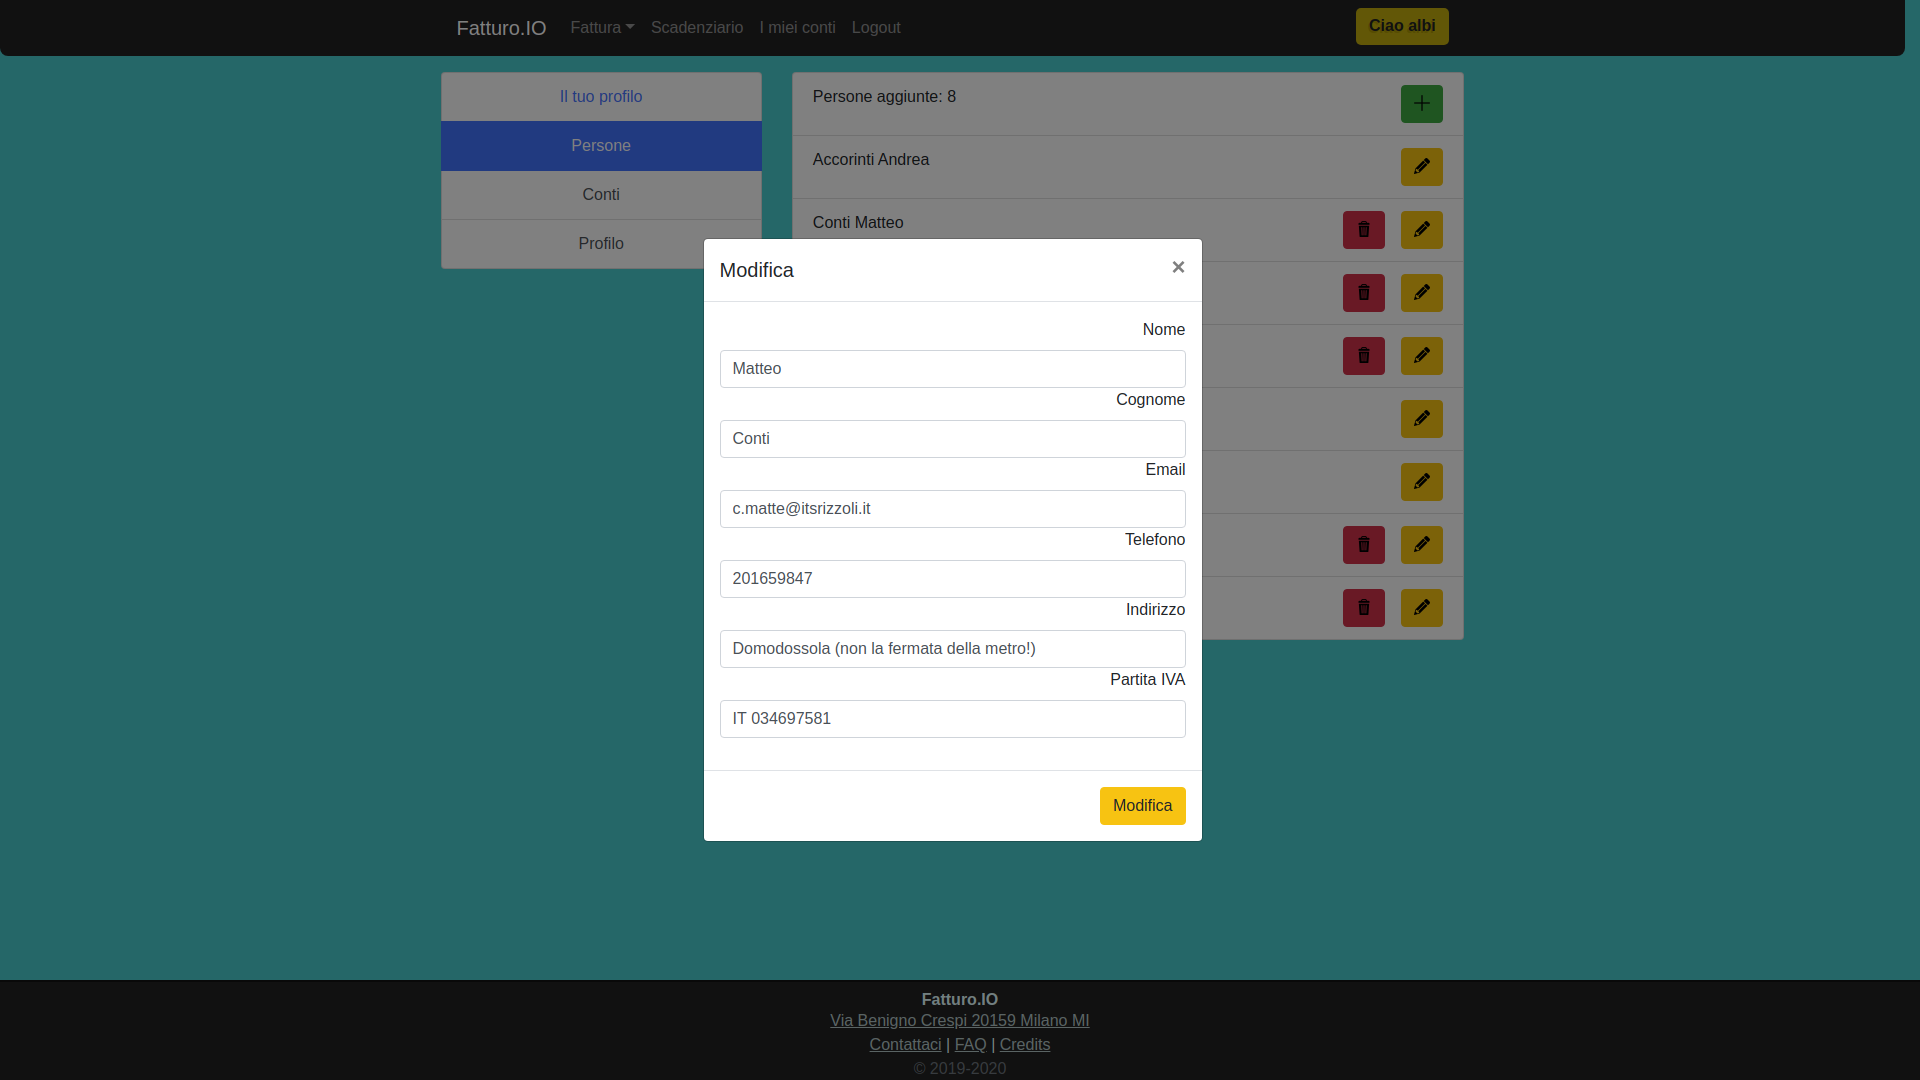 Fatturo.IO Fattura Scadenziario I miei conti Logout Ciao albi
Il tuo profilo
Persone
Conti
Profilo
Persone aggiunte: 8
Accorinti Andrea
Conti Matteo
Modifica ×
Nome
Matteo
Cognome
Conti
Email
c.matte@itsrizzoli.it
Telefono
201659847
Indirizzo
Domodossola (non la fermata della metro!)
Partita IVA
IT 034697581
Modifica
Fatturo.IO
Via Benigno Crespi 20159 Milano MI
Contattaci | FAQ | Credits
© 2019-2020